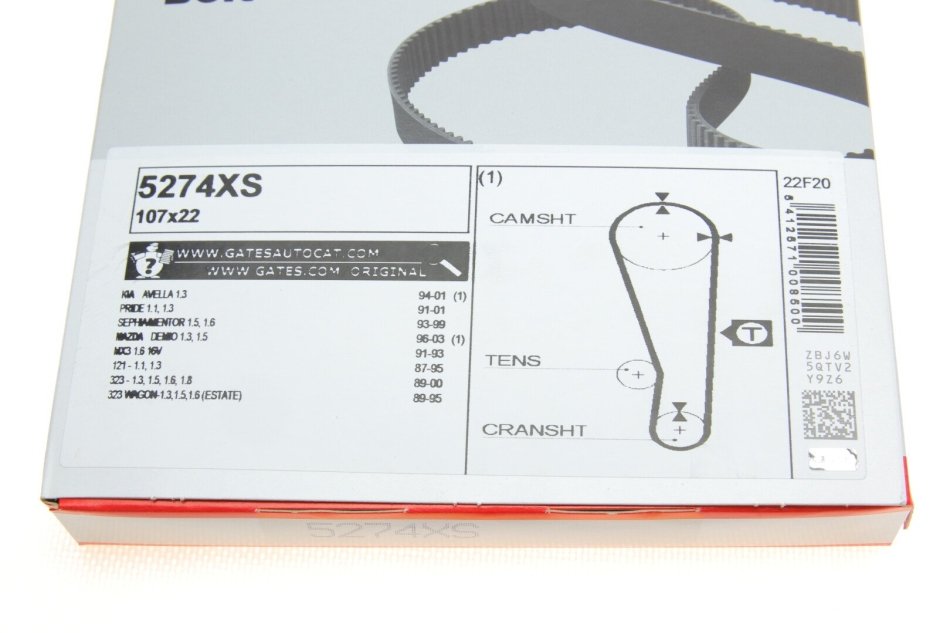 5274XS
107x22
WWW.GATESAUTOCAT.COM
WWW.GATES.COM ORIGINAL
KIA AVELLA 1.3 94-01 (1)
PRIDE 1.1, 1.3 91-01
SEPHIA/MENTOR 1.5, 1.6 93-99
MAZDA DEMIO 1.3, 1.5 96-03 (1)
MX3 1.6 16V 91-93
121 - 1.1, 1.3 87-95
323 - 1.3, 1.5, 1.6, 1.8 89-00
323 WAGON-1.3,1.5,1.6 (ESTATE) 89-95
(1)
CAMSHT
TENS
CRANSHT
T
22F20
5 412571 008500
ZBJ6W
5QTV2
Y9Z6
5274XS